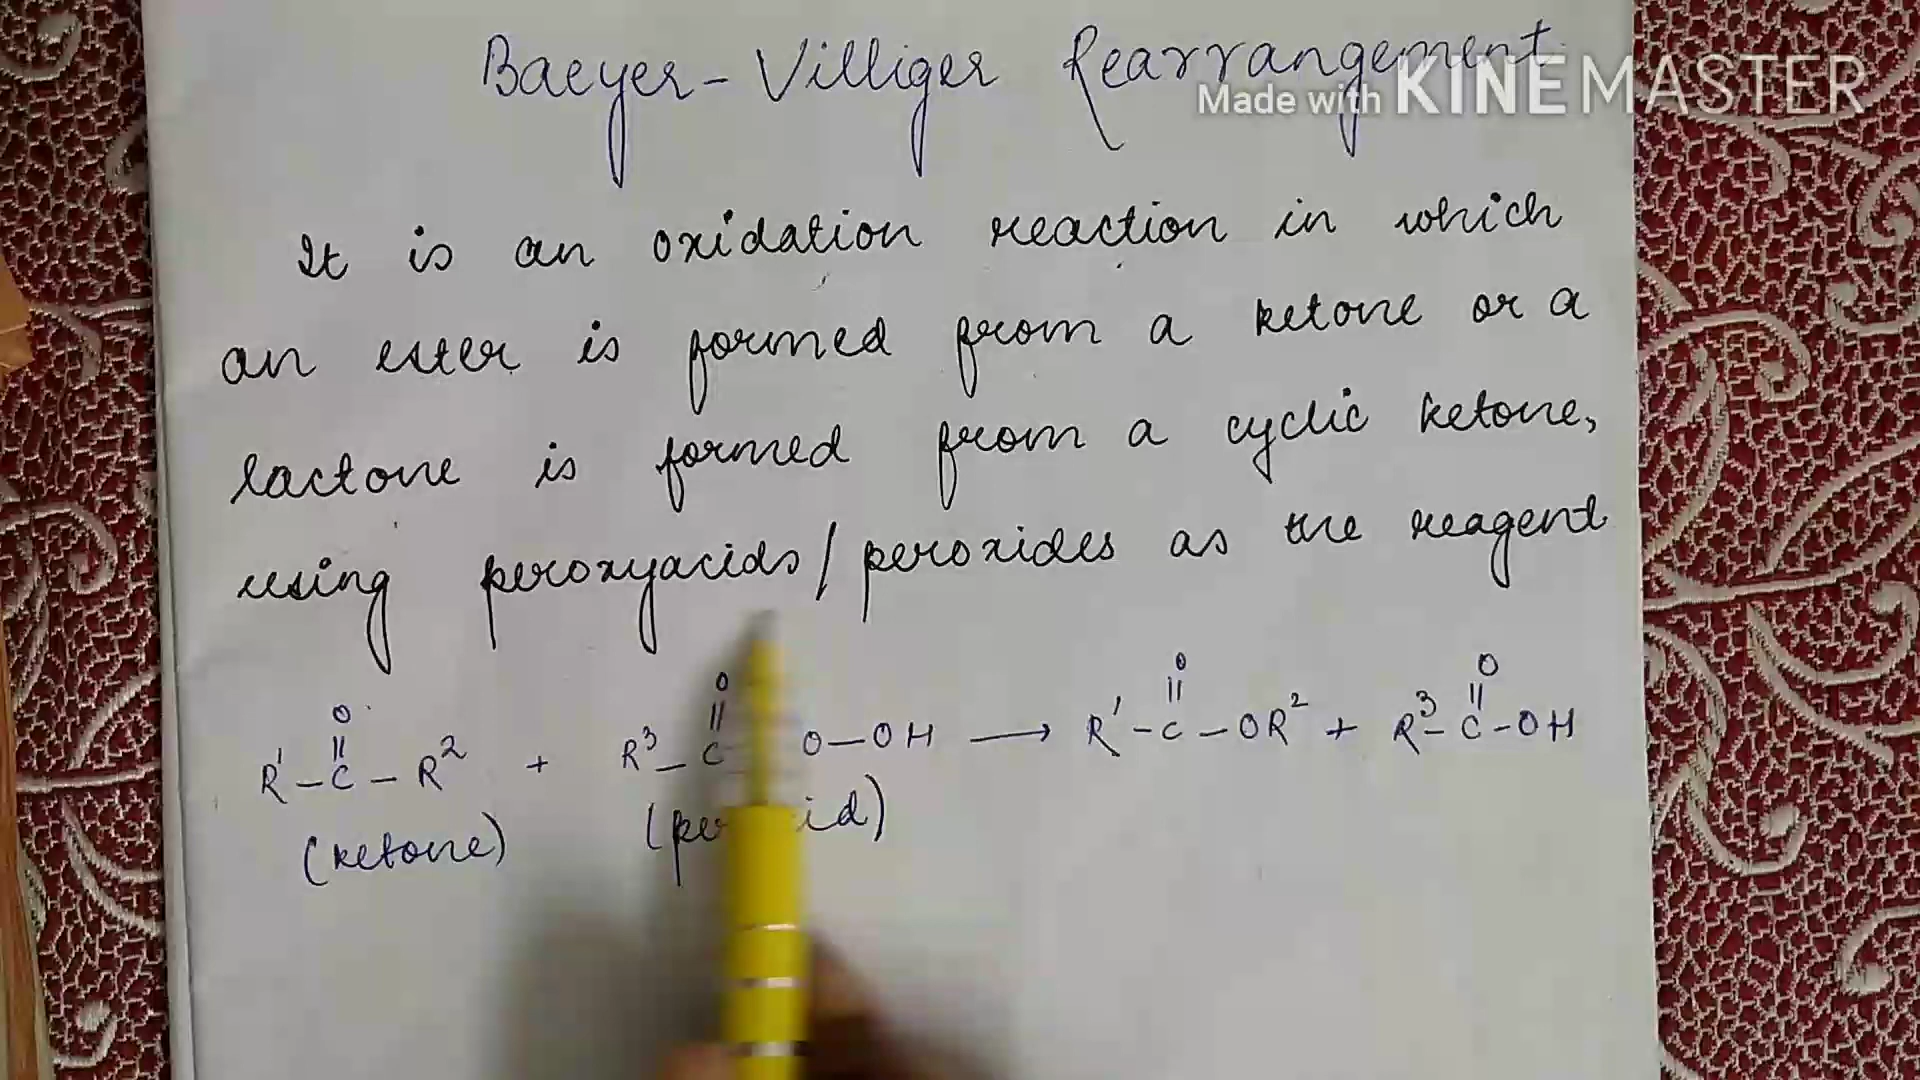 Baeyer-Villiger Rearrangement
Made with KINEMASTER
It is an oxidation reaction in which
an ester is formed from a ketone or a
lactone is formed from a cyclic ketone,
using peroxyacids/peroxides as the reagent
O O O O
R¹-C-R² + R³-C O-OH → R¹-C-OR² + R³-C-OH
(ketone)